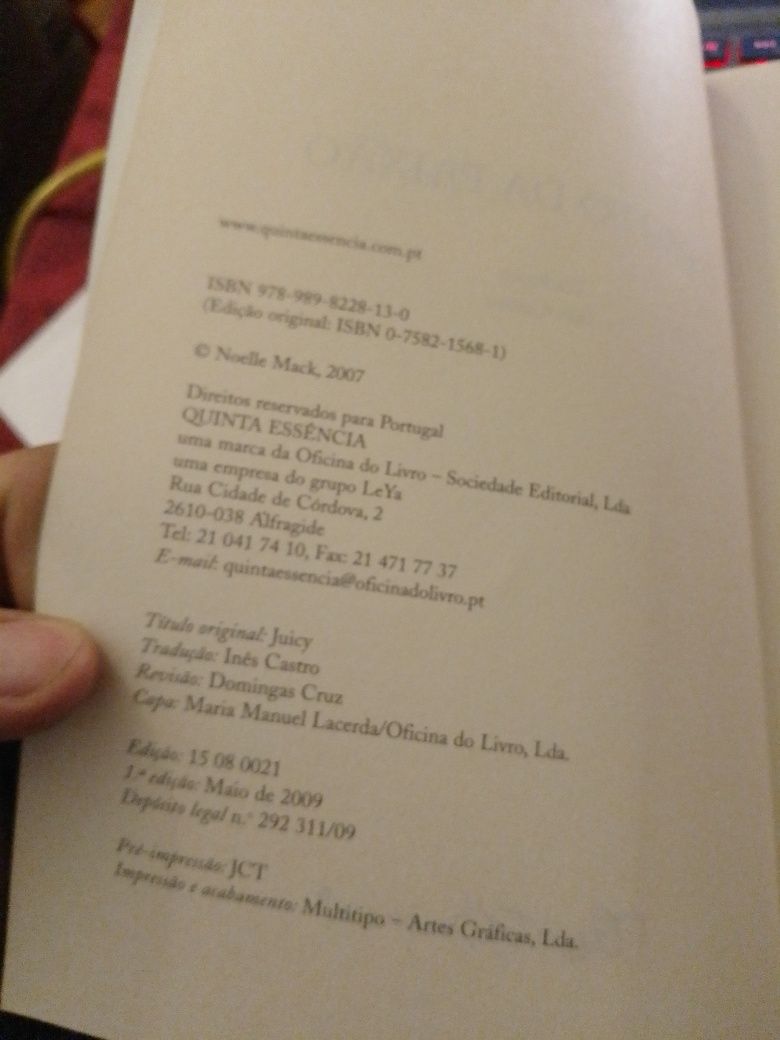 www.quintaessencia.com.pt
ISBN 978-989-8228-13-0
(Edição original: ISBN 0-7582-1568-1)
© Noelle Mack, 2007
Direitos reservados para Portugal
QUINTA ESSÊNCIA
uma marca da Oficina do Livro – Sociedade Editorial, Lda
uma empresa do grupo LeYa
Rua Cidade de Córdova, 2
2610-038 Alfragide
Tel: 21 041 74 10, Fax: 21 471 77 37
E-mail: quintaessencia@oficinadolivro.pt
Título original: Juicy
Tradução: Inês Castro
Revisão: Domingas Cruz
Capa: Maria Manuel Lacerda/Oficina do Livro, Lda.
Edição: 15 08 0021
1.ª edição: Maio de 2009
Depósito legal n.º 292 311/09
Pré-impressão: JCT
Impressão e acabamento: Multitipo – Artes Gráficas, Lda.